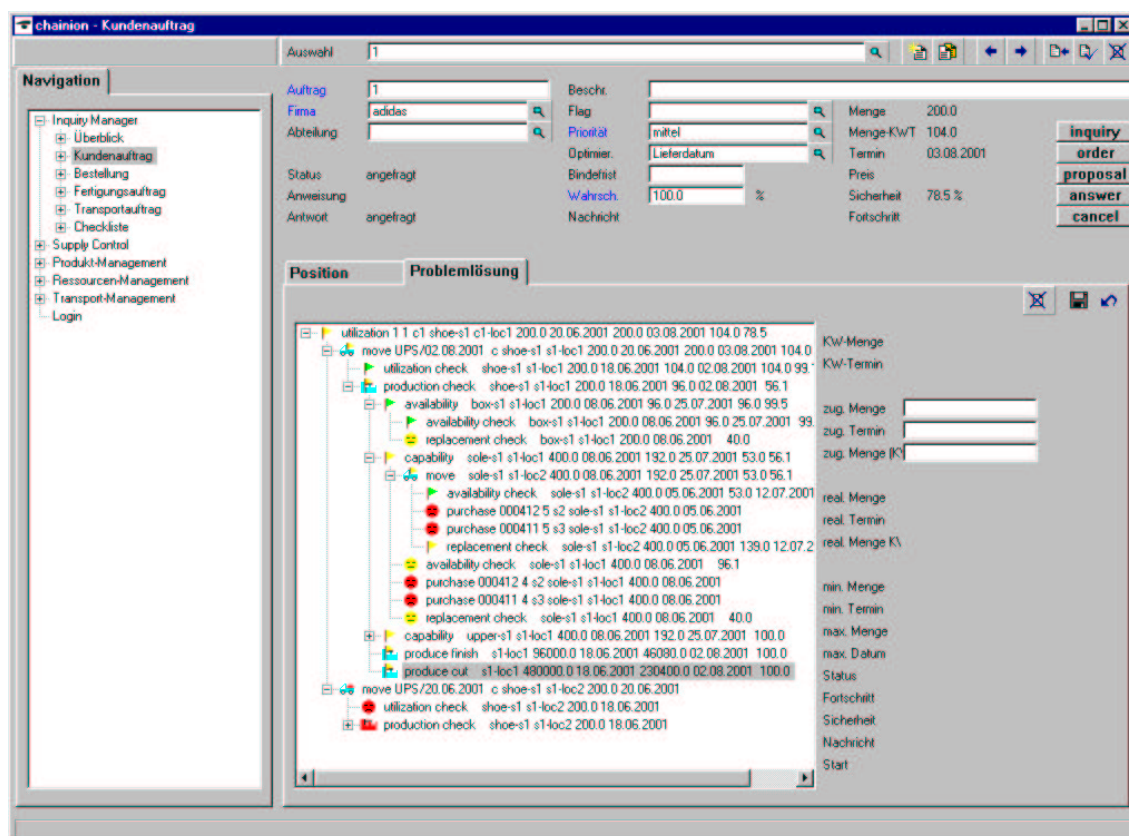 chainion - Kundenauftrag
Auswahl 1
Navigation
Inquiry Manager
Überblick
Kundenauftrag
Bestellung
Fertigungsauftrag
Transportauftrag
Checkliste
Supply Control
Produkt-Management
Ressourcen-Management
Transport-Management
Login
Auftrag 1 Beschr.
Firma adidas Flag Menge 200.0
Abteilung Priorität mittel Menge-KWT 104.0 inquiry
Optimier. Lieferdatum Termin 03.08.2001 order
Status angefragt Bindefrist Preis proposal
Anweisung Wahrsch. 100.0 % Sicherheit 78.5 % answer
Antwort angefragt Nachricht Fortschritt cancel
Position Problemlösung
utilization 1 1 c1 shoe-s1 c1-loc1 200.0 20.06.2001 200.0 03.08.2001 104.0 78.5
move UPS/02.08.2001 c shoe-s1 s1-loc1 200.0 20.06.2001 200.0 03.08.2001 104.0
utilization check shoe-s1 s1-loc1 200.0 18.06.2001 104.0 02.08.2001 104.0 99.
production check shoe-s1 s1-loc1 200.0 18.06.2001 96.0 02.08.2001 56.1
availability box-s1 s1-loc1 200.0 08.06.2001 96.0 25.07.2001 96.0 99.5
availability check box-s1 s1-loc1 200.0 08.06.2001 96.0 25.07.2001 99.
replacement check box-s1 s1-loc1 200.0 08.06.2001 40.0
capability sole-s1 s1-loc1 400.0 08.06.2001 192.0 25.07.2001 53.0 56.1
move sole-s1 s1-loc2 400.0 08.06.2001 192.0 25.07.2001 53.0 56.1
availability check sole-s1 s1-loc2 400.0 05.06.2001 53.0 12.07.2001
purchase 000412 5 s2 sole-s1 s1-loc2 400.0 05.06.2001
purchase 000411 5 s3 sole-s1 s1-loc2 400.0 05.06.2001
replacement check sole-s1 s1-loc2 400.0 05.06.2001 139.0 12.07.2
availability check sole-s1 s1-loc1 400.0 08.06.2001 96.1
purchase 000412 4 s2 sole-s1 s1-loc1 400.0 08.06.2001
purchase 000411 4 s3 sole-s1 s1-loc1 400.0 08.06.2001
replacement check sole-s1 s1-loc1 400.0 08.06.2001 40.0
capability upper-s1 s1-loc1 400.0 08.06.2001 192.0 25.07.2001 100.0
produce finish s1-loc1 96000.0 18.06.2001 46080.0 02.08.2001 100.0
produce cut s1-loc1 480000.0 18.06.2001 230400.0 02.08.2001 100.0
move UPS/20.06.2001 c shoe-s1 s1-loc2 200.0 20.06.2001
utilization check shoe-s1 s1-loc2 200.0 18.06.2001
production check shoe-s1 s1-loc2 200.0 18.06.2001
KW-Menge
KW-Termin
zug. Menge
zug. Termin
zug. Menge (K
real. Menge
real. Termin
real. Menge K
min. Menge
min. Termin
max. Menge
max. Datum
Status
Fortschritt
Sicherheit
Nachricht
Start